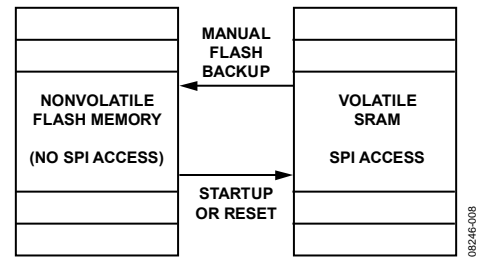 MANUAL
FLASH
BACKUP
NONVOLATILE
FLASH MEMORY
(NO SPI ACCESS)
VOLATILE
SRAM
SPI ACCESS
STARTUP
OR RESET
08246-008